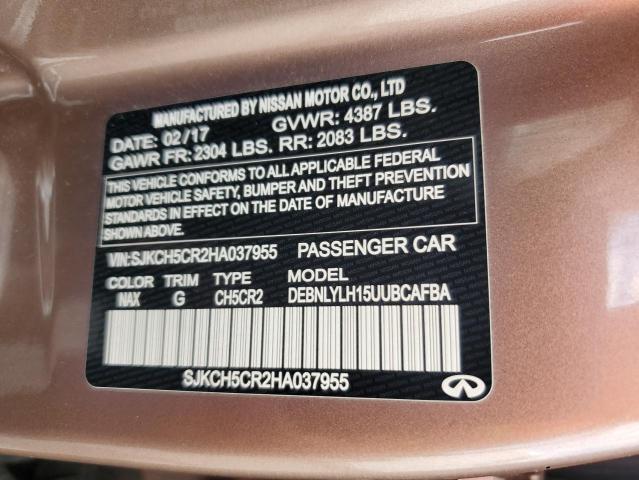 MANUFACTURED BY NISSAN MOTOR CO., LTD
DATE: 02/17 GVWR: 4387 LBS.
GAWR FR: 2304 LBS. RR: 2083 LBS.
THIS VEHICLE CONFORMS TO ALL APPLICABLE FEDERAL
MOTOR VEHICLE SAFETY, BUMPER AND THEFT PREVENTION
STANDARDS IN EFFECT ON THE DATE OF MANUFACTURE
SHOWN ABOVE.
VIN:SJKCH5CR2HA037955 PASSENGER CAR
COLOR TRIM TYPE MODEL
NAX G CH5CR2 DEBNLYLH15UUBCAFBA
SJKCH5CR2HA037955